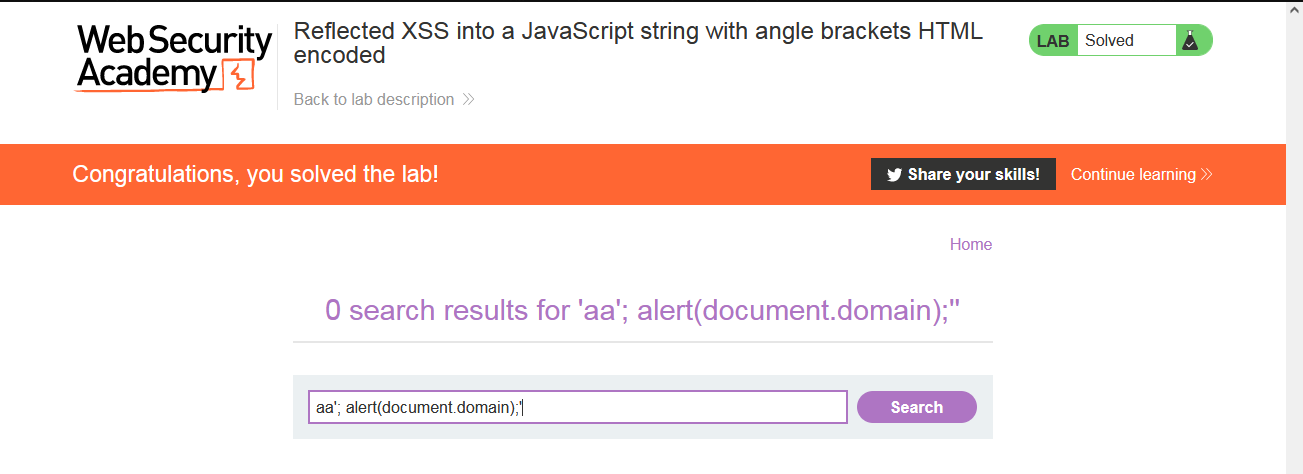 Web Security
Academy
Reflected XSS into a JavaScript string with angle brackets HTML
encoded
Back to lab description
LAB Solved
Congratulations, you solved the lab!
Share your skills!
Continue learning
Home
0 search results for 'aa'; alert(document.domain);''
aa'; alert(document.domain);'
Search